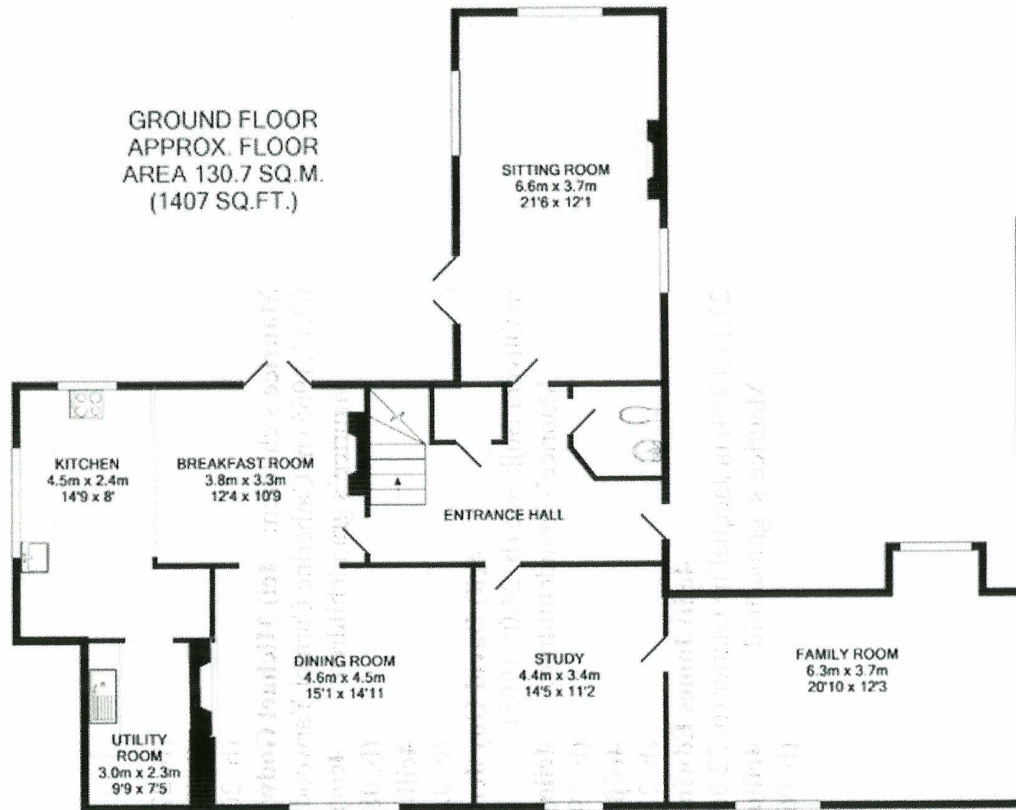 GROUND FLOOR
APPROX. FLOOR
AREA 130.7 SQ.M.
(1407 SQ.FT.)
SITTING ROOM
6.6m x 3.7m
21'6 x 12'1
KITCHEN
4.5m x 2.4m
14'9 x 8'
BREAKFAST ROOM
3.8m x 3.3m
12'4 x 10'9
ENTRANCE HALL
DINING ROOM
4.6m x 4.5m
15'1 x 14'11
STUDY
4.4m x 3.4m
14'5 x 11'2
FAMILY ROOM
6.3m x 3.7m
20'10 x 12'3
UTILITY
ROOM
3.0m x 2.3m
9'9 x 7'5